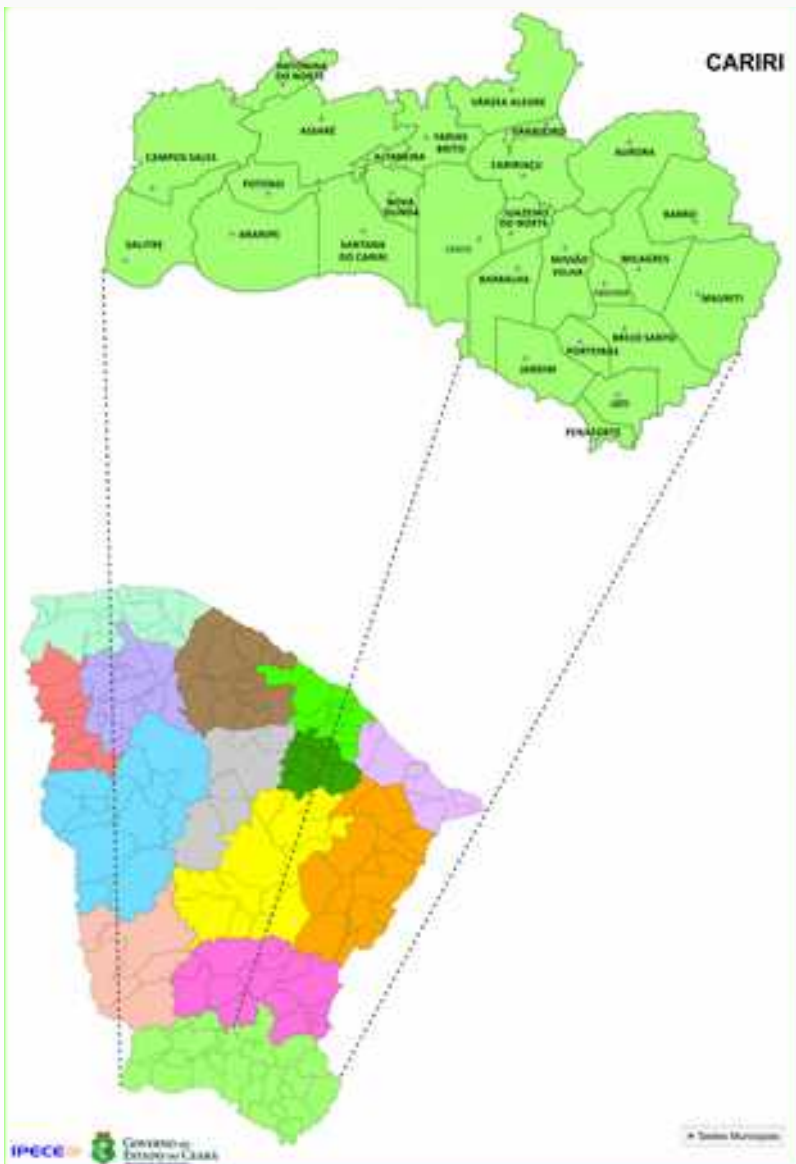 CARIRI
ANTONINA
DO NORTE
VÁRZEA ALEGRE
ASSARÉ
FARIAS
BRITO
GRANJEIRO
AURORA
CAMPOS SALES
ALTANEIRA
CARIRIAÇU
POTENGI
NOVA
OLINDA
JUAZEIRO
DO NORTE
BARRO
SALITRE
ARARIPE
SANTANA
DO CARIRI
CRATO
MISSÃO
VELHA
MILAGRES
BARBALHA
ABAIARA
MAURITI
BREJO SANTO
PORTEIRAS
JARDIM
JATI
PENAFORTE
IPECE
GOVERNO DO
ESTADO DO CEARÁ
Sedes Municipais